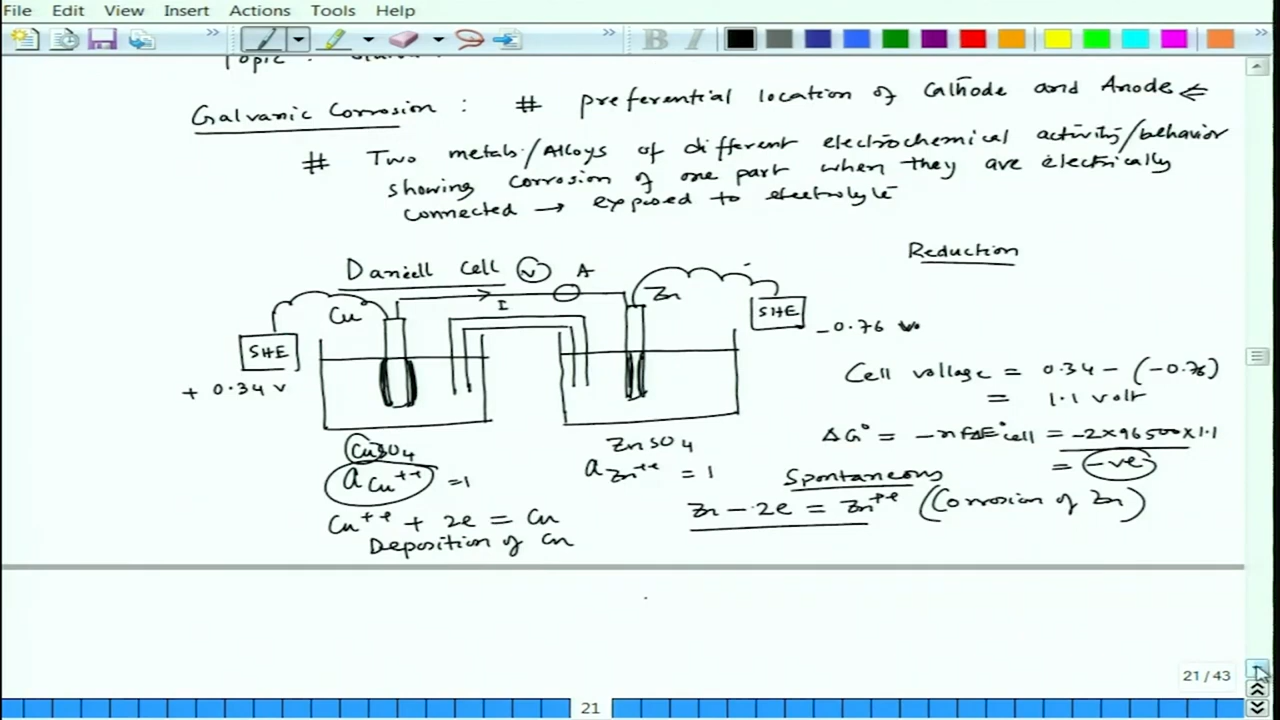 File Edit View Insert Actions Tools Help
Topic :
Galvanic Corrosion : # preferential location of Cathode and Anode ←
# Two metals/Alloys of different electrochemical activity/behavior
showing corrosion of one part when they are electrically
connected → exposed to electrolyte
Reduction
Daniell Cell V A
I
Cu
Zn
SHE
SHE
+ 0.34 V
-0.76 v
Cell voltage = 0.34 - (-0.76)
= 1.1 volt
ΔG° = -nFΔE°cell = -2×96500×1.1
= -ve
CuSO4
a Cu++ = 1
ZnSO4
a Zn++ = 1
Spontaneous
Cu++ + 2e = Cu
Deposition of Cu
Zn - 2e = Zn++ (Corrosion of Zn)
21 / 43
21